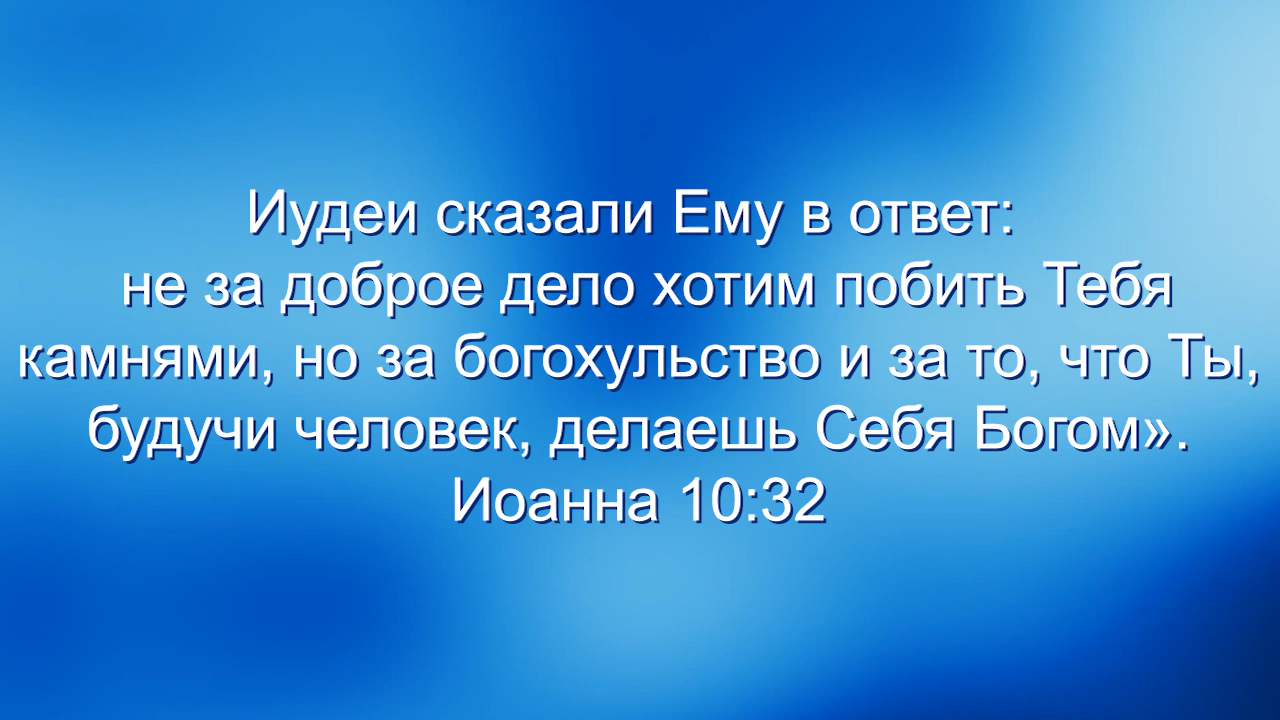 Иудеи сказали Ему в ответ:
не за доброе дело хотим побить Тебя
камнями, но за богохульство и за то, что Ты,
будучи человек, делаешь Себя Богом».
Иоанна 10:32